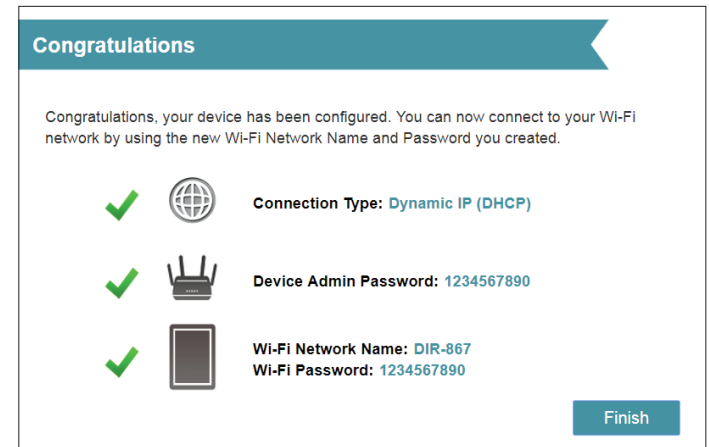 Congratulations
Congratulations, your device has been configured. You can now connect to your Wi-Fi
network by using the new Wi-Fi Network Name and Password you created.
Connection Type: Dynamic IP (DHCP)
Device Admin Password: 1234567890
Wi-Fi Network Name: DIR-867
Wi-Fi Password: 1234567890
Finish